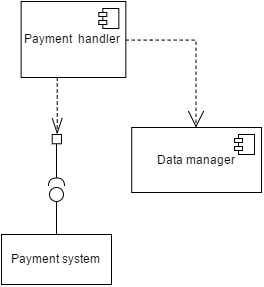 Payment handler
Data manager
Payment system